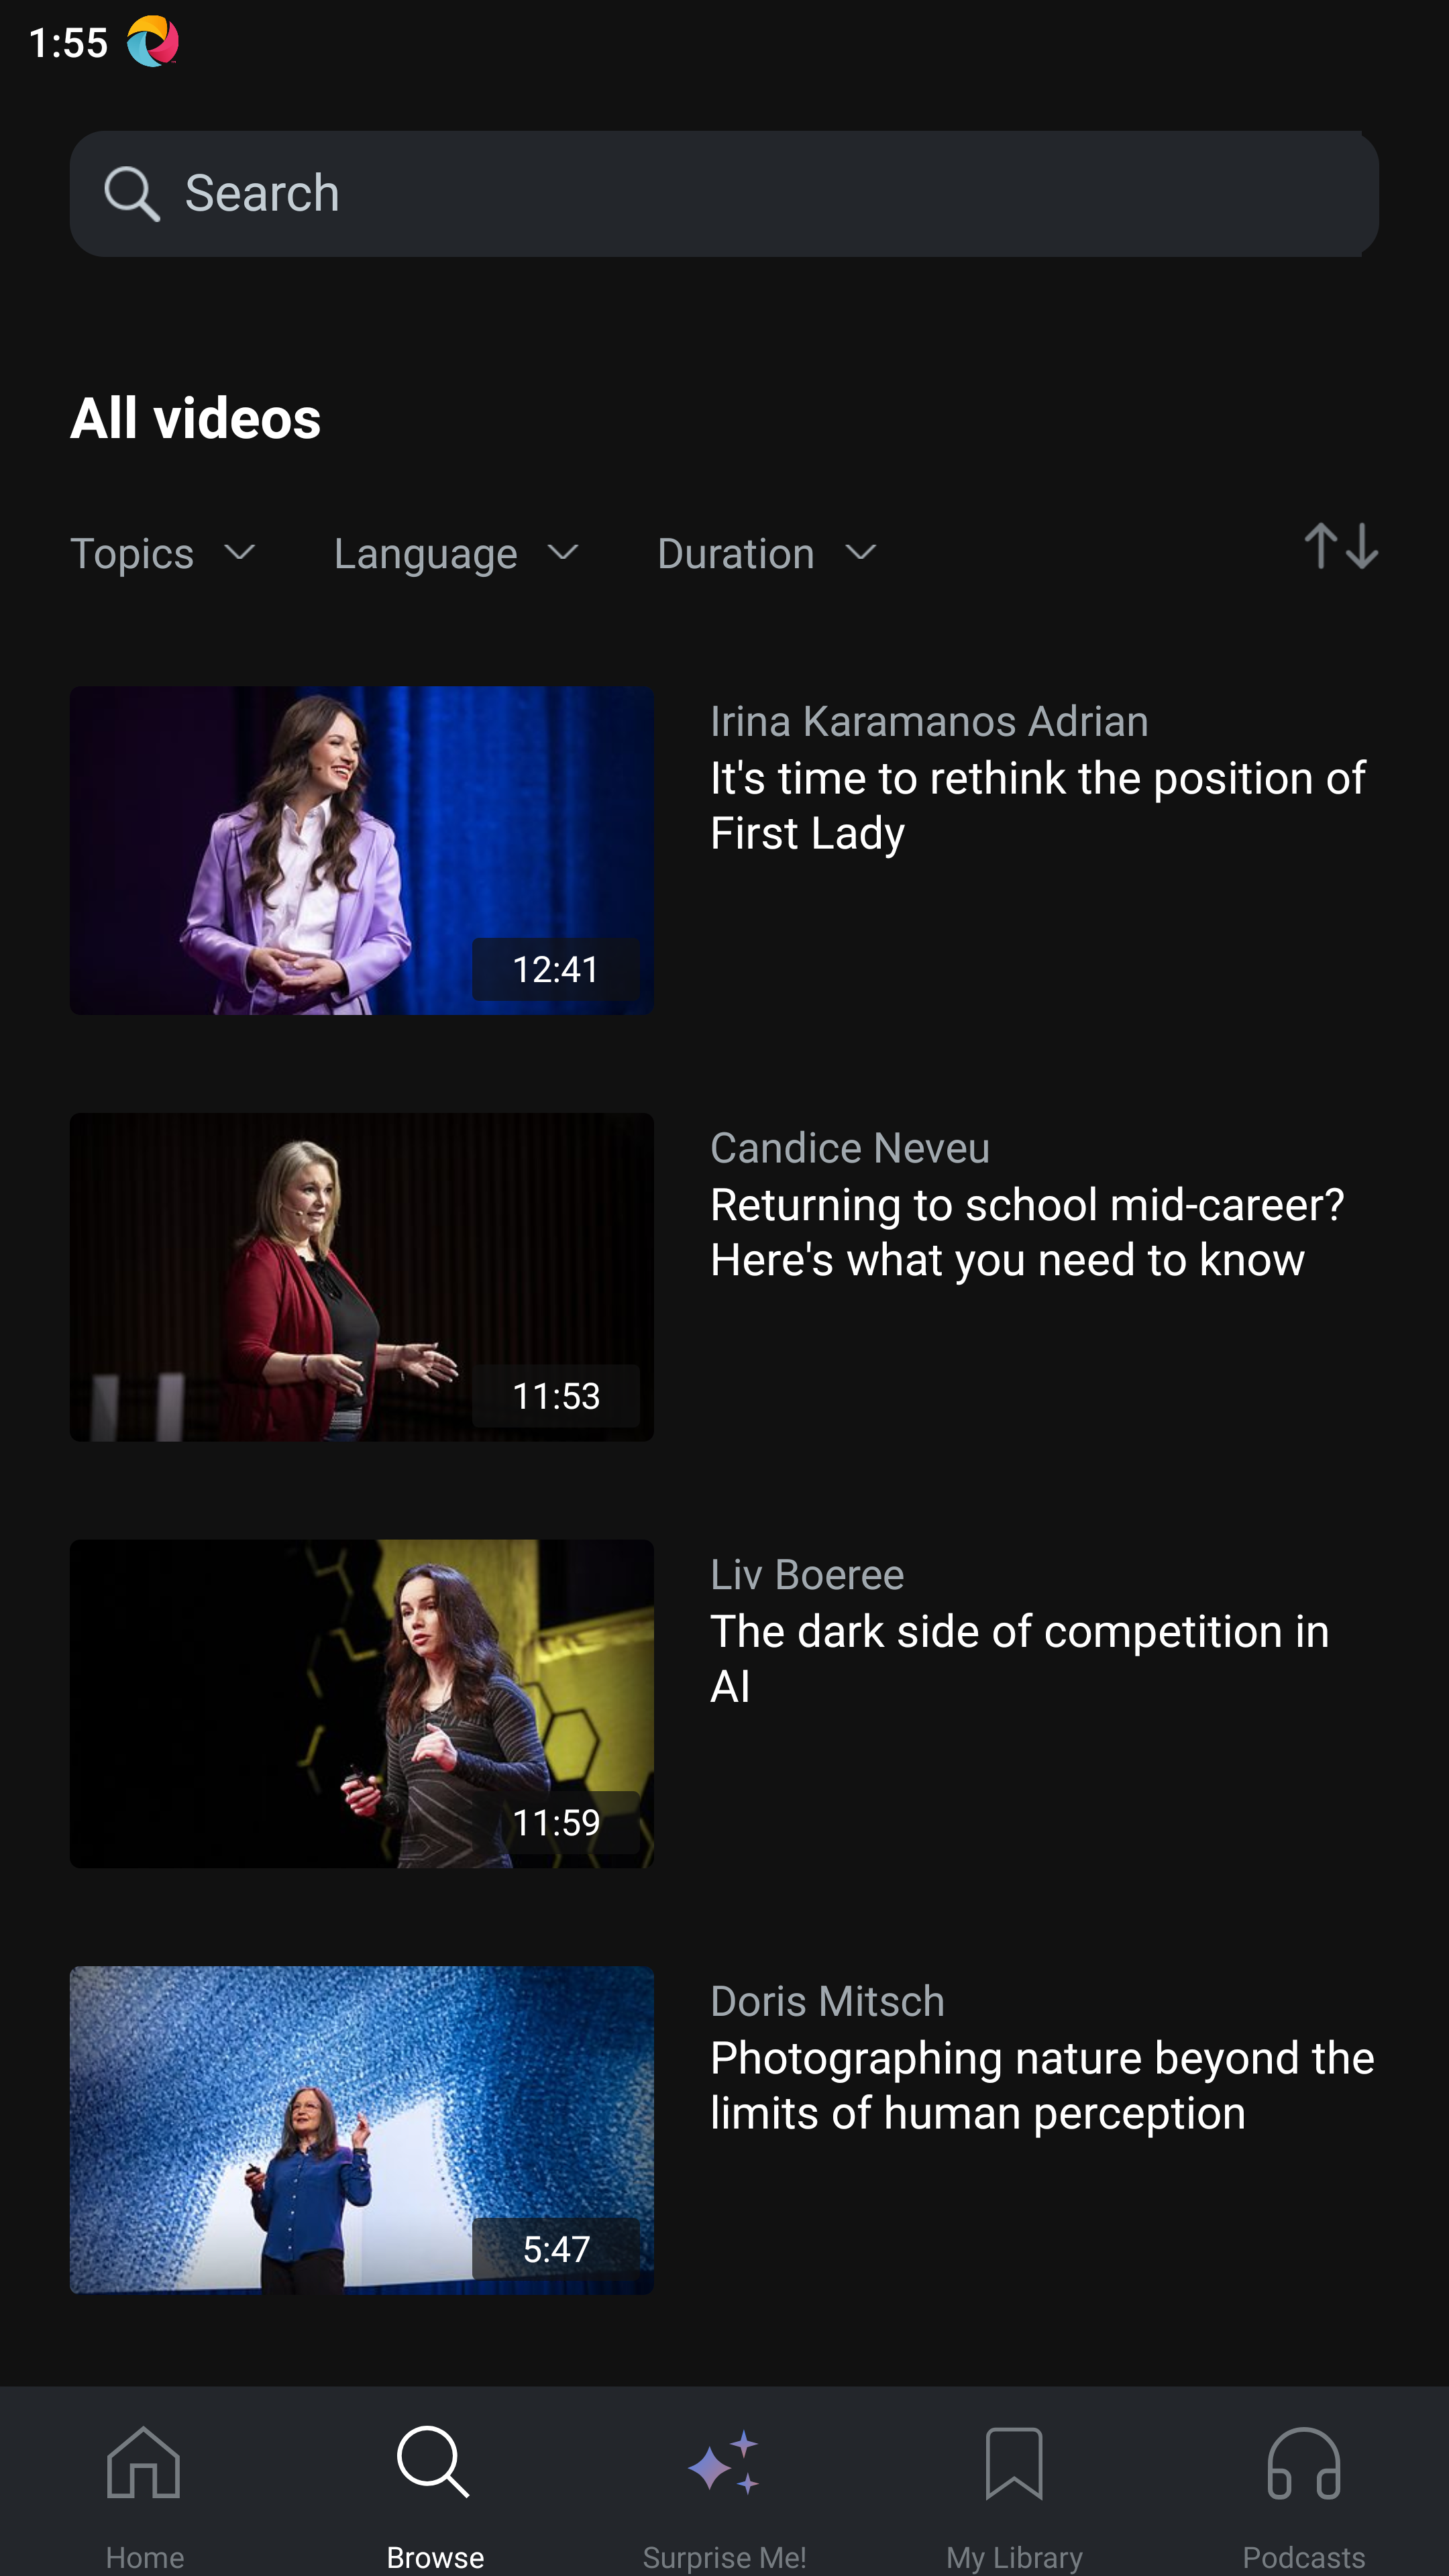 1:55
Search
All videos
Topics
Language
Duration
Irina Karamanos Adrian
It's time to rethink the position of
First Lady
12:41
Candice Neveu
Returning to school mid-career?
Here's what you need to know
11:53
Liv Boeree
The dark side of competition in
AI
11:59
Doris Mitsch
Photographing nature beyond the
limits of human perception
5:47
Home
Browse
Surprise Me!
My Library
Podcasts